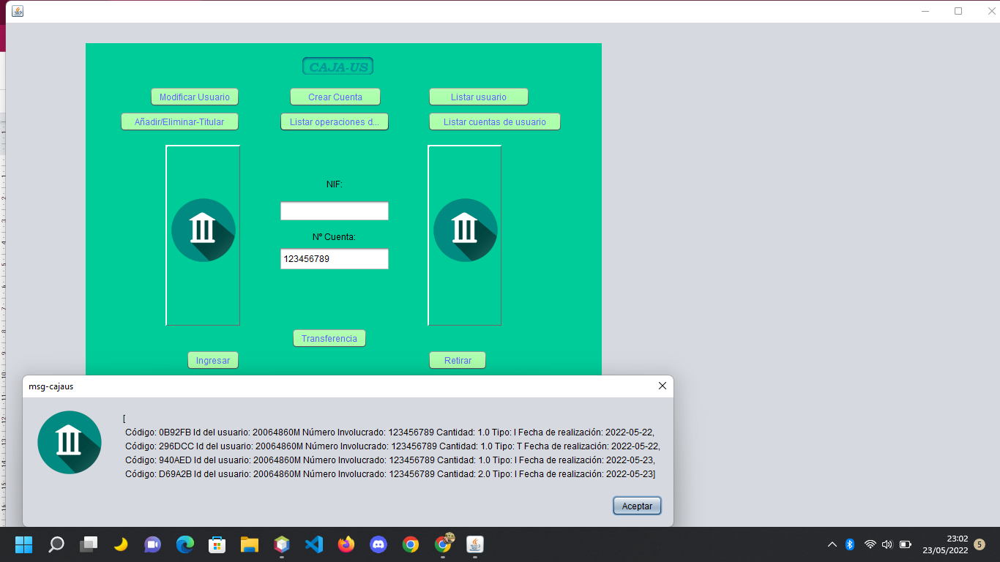 CAJA-US
Modificar Usuario
Crear Cuenta
Listar usuario
Añadir/Eliminar-Titular
Listar operaciones d...
Listar cuentas de usuario
NIF:
Nº Cuenta:
123456789
Transferencia
Ingresar
Retirar
msg-cajaus
[
Código: 0B92FB Id del usuario: 20064860M Número Involucrado: 123456789 Cantidad: 1.0 Tipo: I Fecha de realización: 2022-05-22,
Código: 296DCC Id del usuario: 20064860M Número Involucrado: 123456789 Cantidad: 1.0 Tipo: T Fecha de realización: 2022-05-22,
Código: 940AED Id del usuario: 20064860M Número Involucrado: 123456789 Cantidad: 1.0 Tipo: I Fecha de realización: 2022-05-23,
Código: D69A2B Id del usuario: 20064860M Número Involucrado: 123456789 Cantidad: 2.0 Tipo: I Fecha de realización: 2022-05-23]
Aceptar
23:02
23/05/2022
5